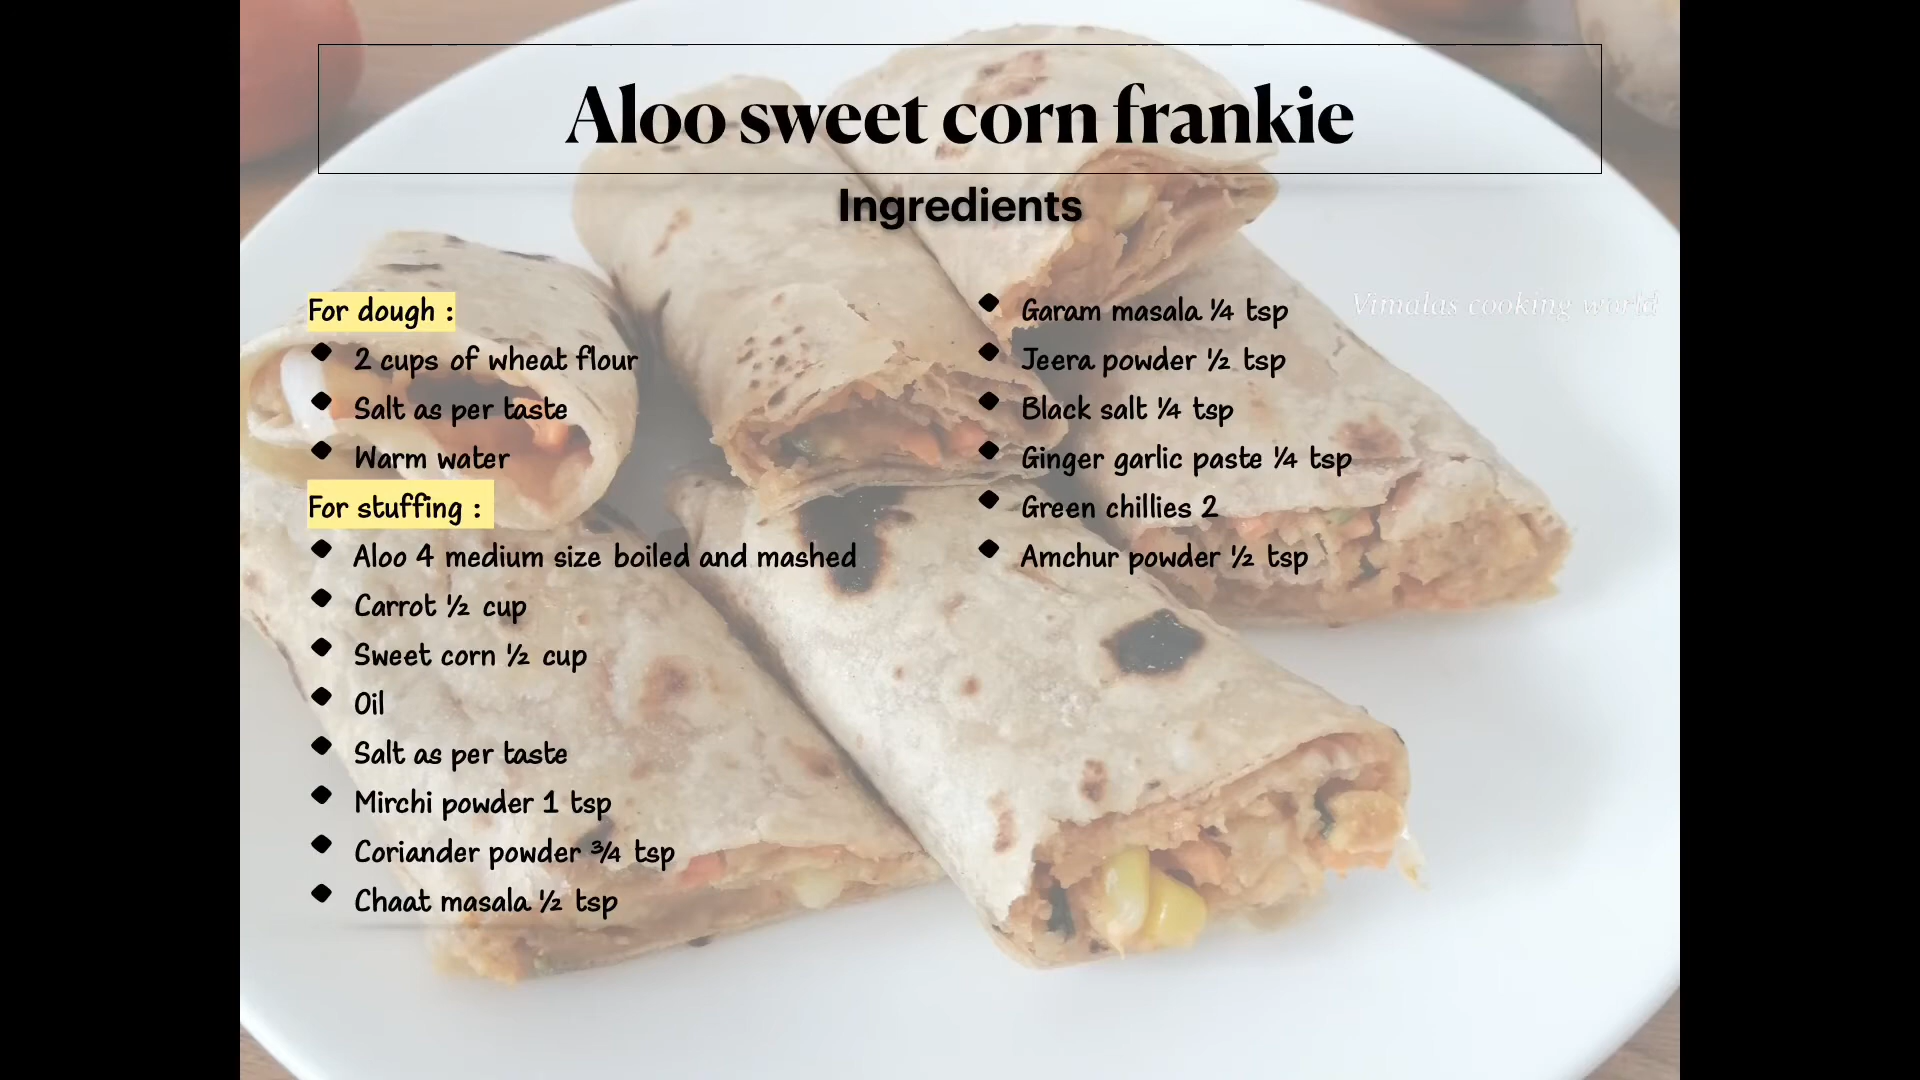 Aloo sweet corn frankie
Ingredients
For dough :
2 cups of wheat flour
Salt as per taste
Warm water
For stuffing :
Aloo 4 medium size boiled and mashed
Carrot ½ cup
Sweet corn ½ cup
Oil
Salt as per taste
Mirchi powder 1 tsp
Coriander powder ¾ tsp
Chaat masala ½ tsp
Garam masala ¼ tsp
Jeera powder ½ tsp
Black salt ¼ tsp
Ginger garlic paste ¼ tsp
Green chillies 2
Amchur powder ½ tsp
Vimalas cooking world